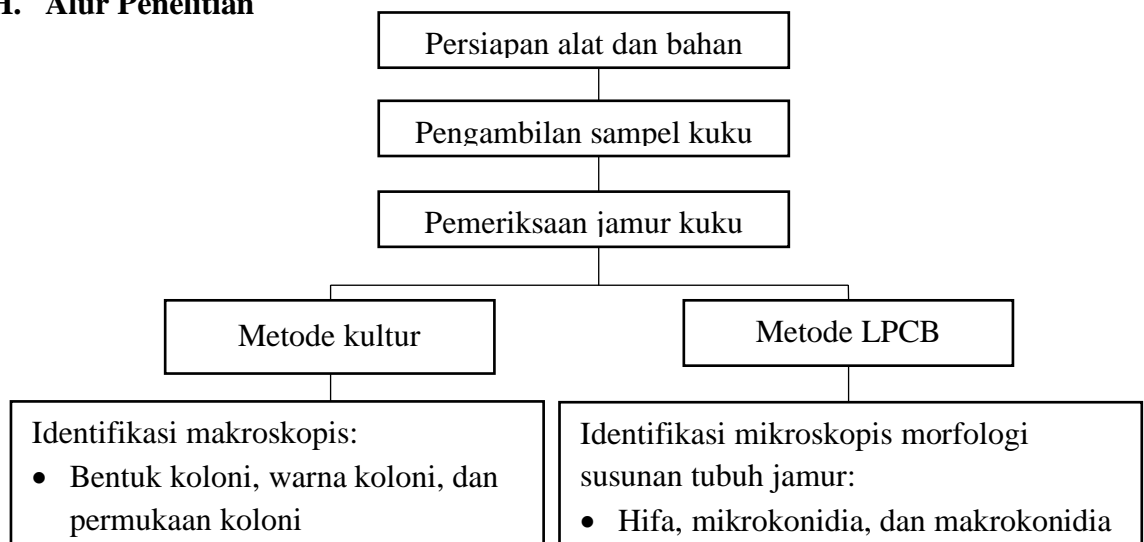 H. Alur Penelitian
Persiapan alat dan bahan
Pengambilan sampel kuku
Pemeriksaan jamur kuku
Metode kultur
Metode LPCB
Identifikasi makroskopis:
• Bentuk koloni, warna koloni, dan
permukaan koloni
Identifikasi mikroskopis morfologi
susunan tubuh jamur:
• Hifa, mikrokonidia, dan makrokonidia